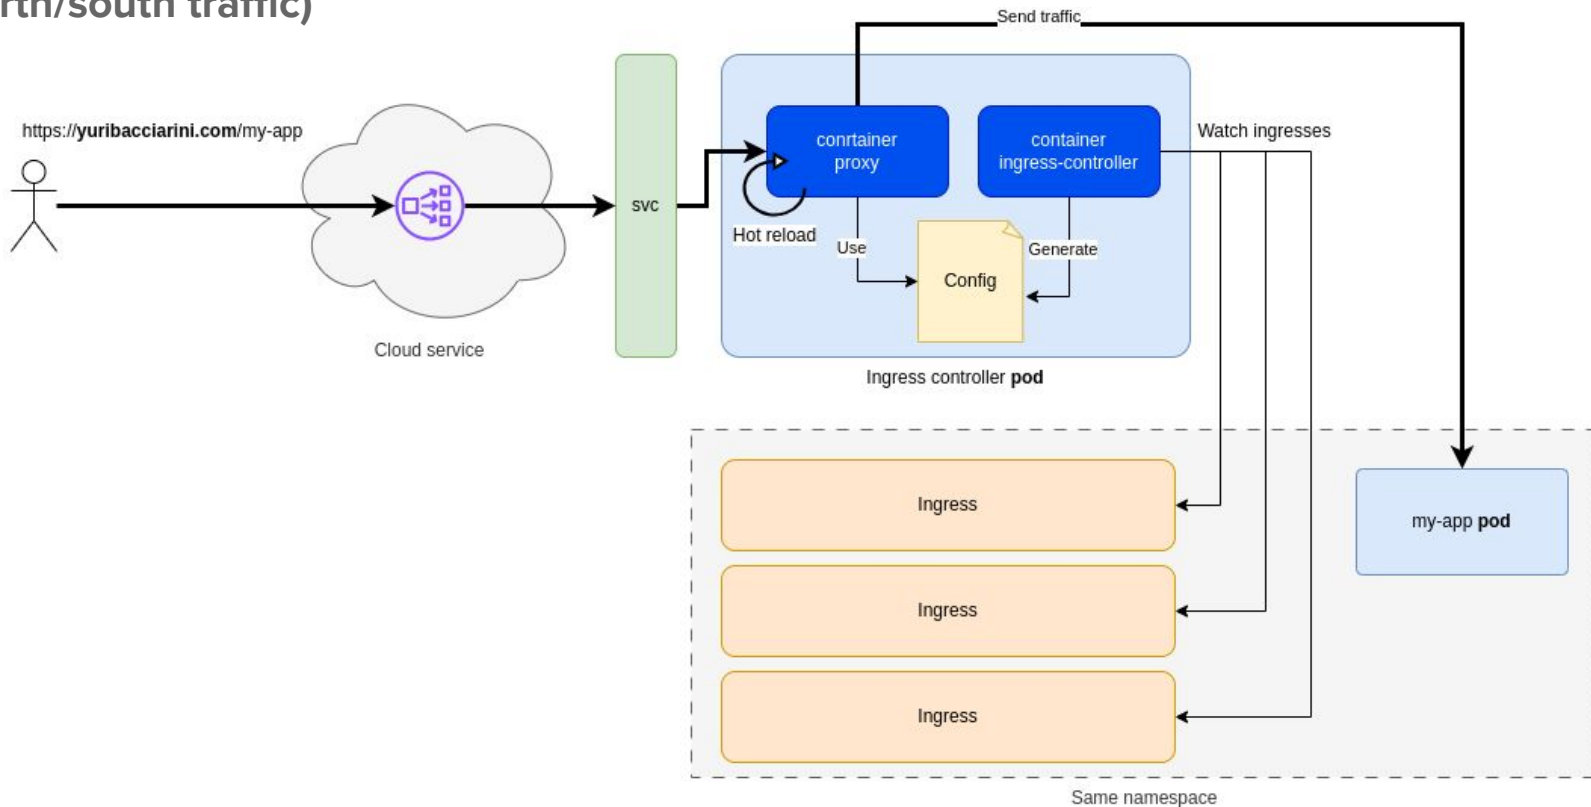 rth/south traffic)
Send traffic
https://yuribacciarini.com/my-app
conrtainer
proxy
container
ingress-controller
Watch ingresses
svc
Hot reload
Use
Config
Generate
Cloud service
Ingress controller pod
Ingress
my-app pod
Ingress
Ingress
Same namespace